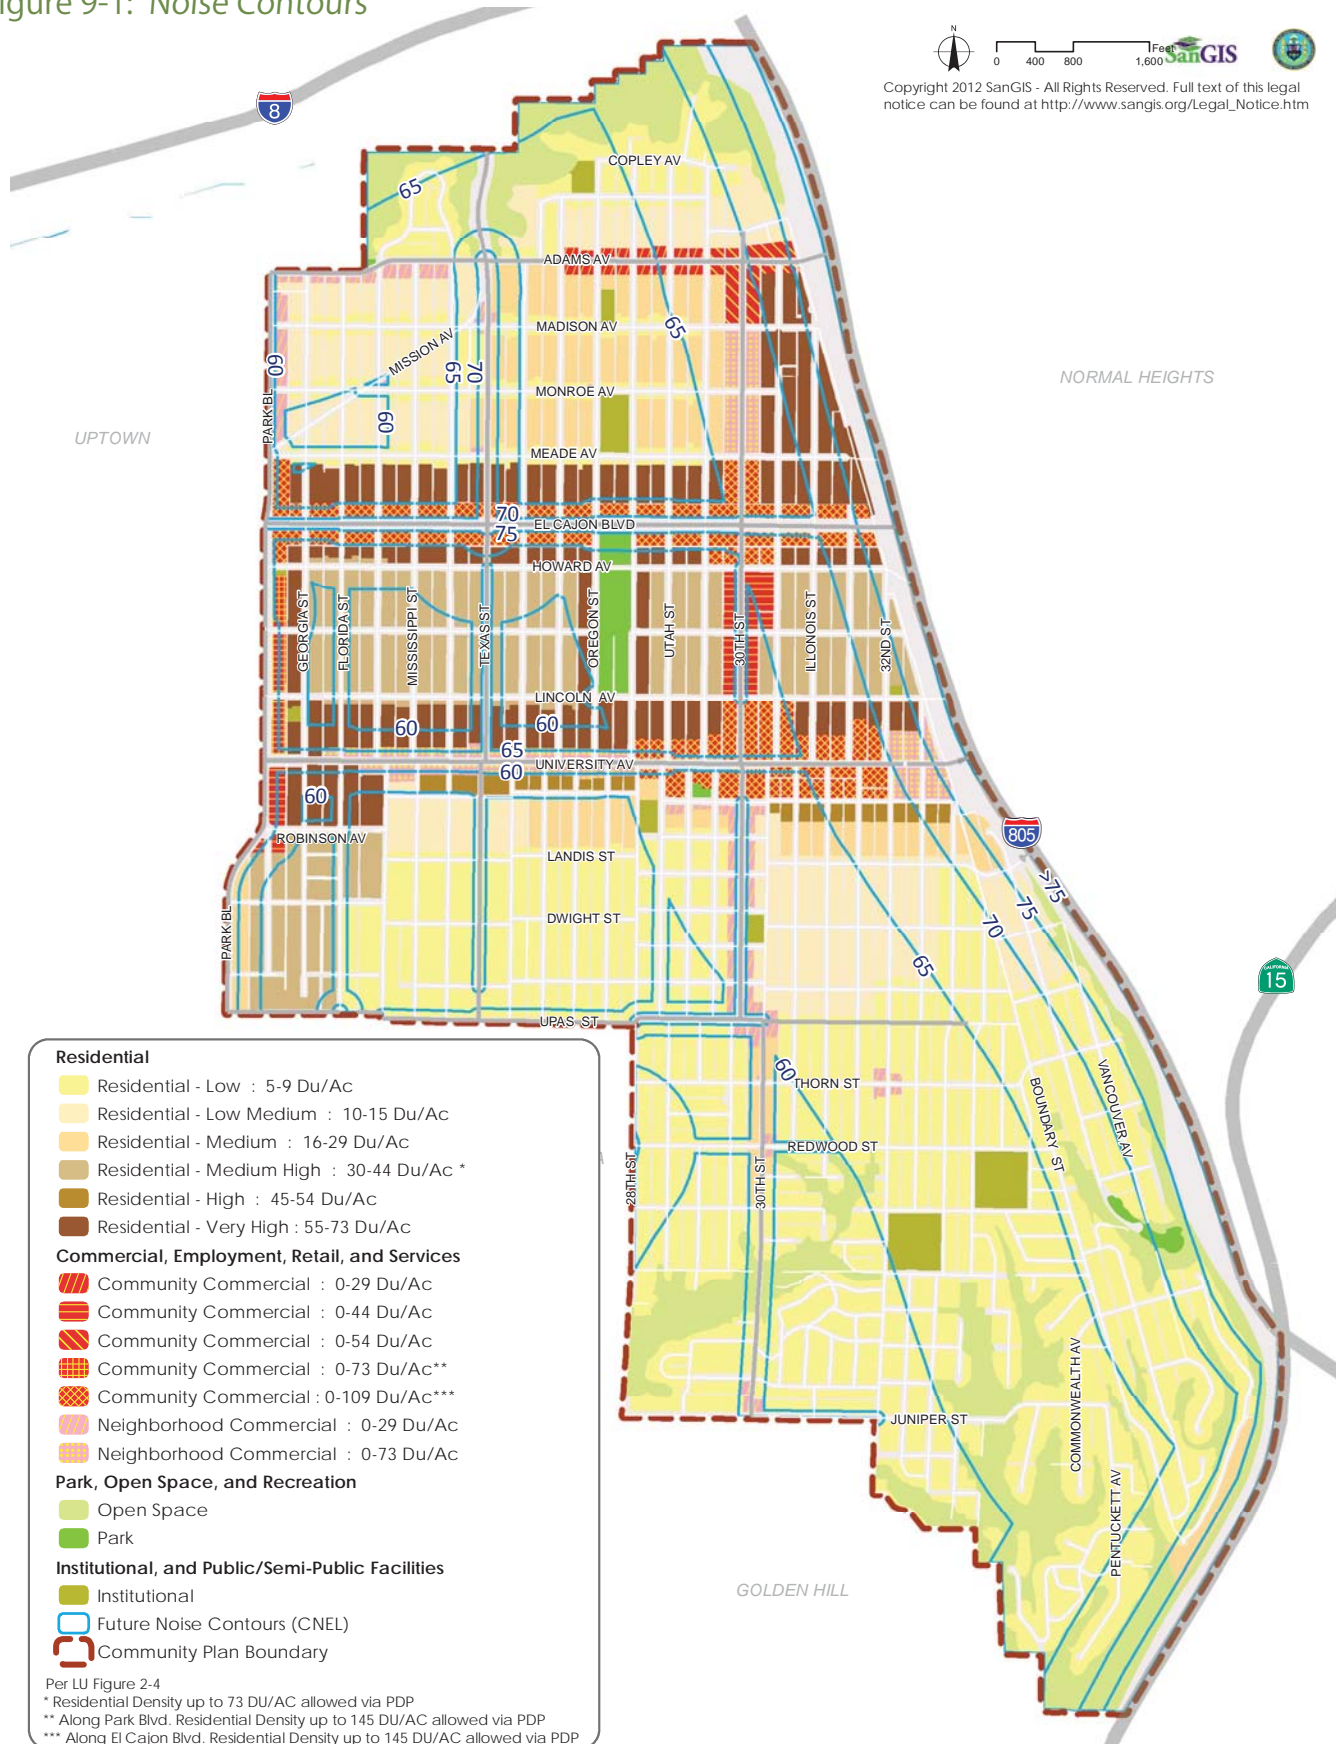 igure 9-1: Noise Contours
N
0 400 800 1,600 Feet
SanGIS
Copyright 2012 SanGIS - All Rights Reserved. Full text of this legal
notice can be found at http://www.sangis.org/Legal_Notice.htm
8
COPLEY AV
65
ADAMS AV
MADISON AV
65
MISSION AV
60
65
70
MONROE AV
NORMAL HEIGHTS
PARK BL
60
UPTOWN
MEADE AV
70
EL CAJON BLVD
75
HOWARD AV
GEORGIA ST
FLORIDA ST
MISSISSIPPI ST
TEXAS ST
OREGON ST
UTAH ST
30TH ST
ILLINOIS ST
32ND ST
LINCOLN AV
60
60
65
UNIVERSITY AV
60
60
ROBINSON AV
805
LANDIS ST
>75
75
DWIGHT ST
70
PARK BL
65
CALIFORNIA
15
UPAS ST
60
THORN ST
BOUNDARY ST
VANCOUVER AV
REDWOOD ST
28TH ST
30TH ST
COMMONWEALTH AV
JUNIPER ST
PENTUCKETT AV
GOLDEN HILL
Residential
Residential - Low : 5-9 Du/Ac
Residential - Low Medium : 10-15 Du/Ac
Residential - Medium : 16-29 Du/Ac
Residential - Medium High : 30-44 Du/Ac *
Residential - High : 45-54 Du/Ac
Residential - Very High : 55-73 Du/Ac
Commercial, Employment, Retail, and Services
Community Commercial : 0-29 Du/Ac
Community Commercial : 0-44 Du/Ac
Community Commercial : 0-54 Du/Ac
Community Commercial : 0-73 Du/Ac**
Community Commercial : 0-109 Du/Ac***
Neighborhood Commercial : 0-29 Du/Ac
Neighborhood Commercial : 0-73 Du/Ac
Park, Open Space, and Recreation
Open Space
Park
Institutional, and Public/Semi-Public Facilities
Institutional
Future Noise Contours (CNEL)
Community Plan Boundary
Per LU Figure 2-4
* Residential Density up to 73 DU/AC allowed via PDP
** Along Park Blvd. Residential Density up to 145 DU/AC allowed via PDP
*** Along El Cajon Blvd. Residential Density up to 145 DU/AC allowed via PDP